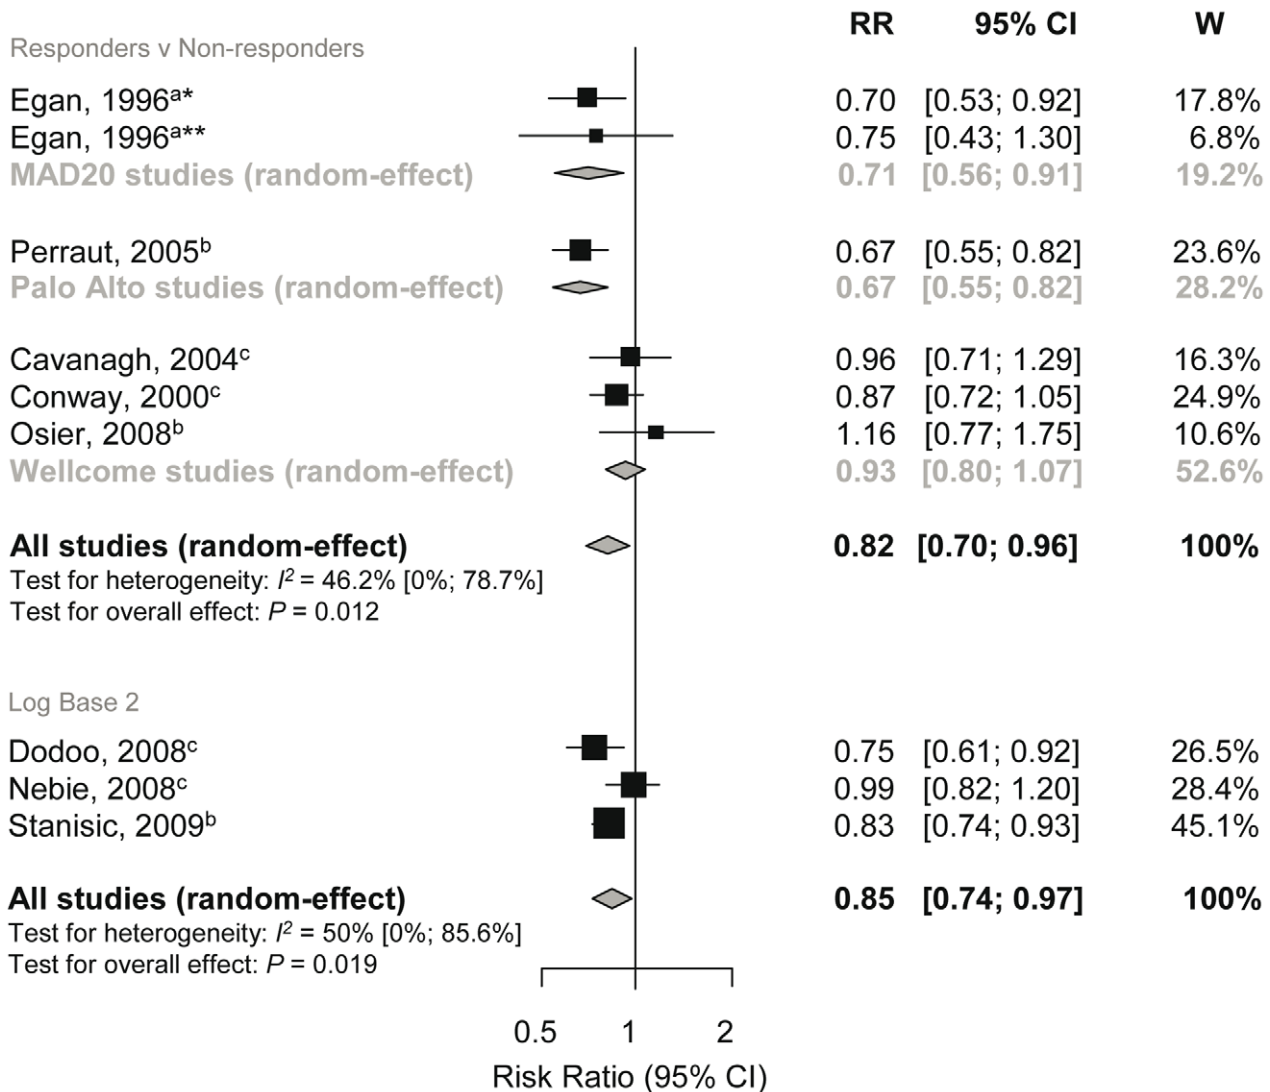 RR 95% CI W
Responders v Non-responders
Egan, 1996a* 0.70 [0.53; 0.92] 17.8%
Egan, 1996a** 0.75 [0.43; 1.30] 6.8%
MAD20 studies (random-effect) 0.71 [0.56; 0.91] 19.2%
Perraut, 2005b 0.67 [0.55; 0.82] 23.6%
Palo Alto studies (random-effect) 0.67 [0.55; 0.82] 28.2%
Cavanagh, 2004c 0.96 [0.71; 1.29] 16.3%
Conway, 2000c 0.87 [0.72; 1.05] 24.9%
Osier, 2008b 1.16 [0.77; 1.75] 10.6%
Wellcome studies (random-effect) 0.93 [0.80; 1.07] 52.6%
All studies (random-effect) 0.82 [0.70; 0.96] 100%
Test for heterogeneity: I2 = 46.2% [0%; 78.7%]
Test for overall effect: P = 0.012
Log Base 2
Dodoo, 2008c 0.75 [0.61; 0.92] 26.5%
Nebie, 2008c 0.99 [0.82; 1.20] 28.4%
Stanisic, 2009b 0.83 [0.74; 0.93] 45.1%
All studies (random-effect) 0.85 [0.74; 0.97] 100%
Test for heterogeneity: I2 = 50% [0%; 85.6%]
Test for overall effect: P = 0.019
0.5 1 2
Risk Ratio (95% CI)